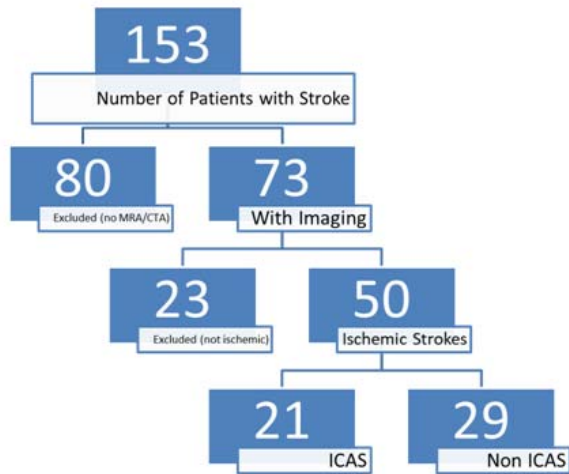 153
Number of Patients with Stroke
80
Excluded (no MRA/CTA)
73
With Imaging
23
Excluded (not ischemic)
50
Ischemic Strokes
21
ICAS
29
Non ICAS